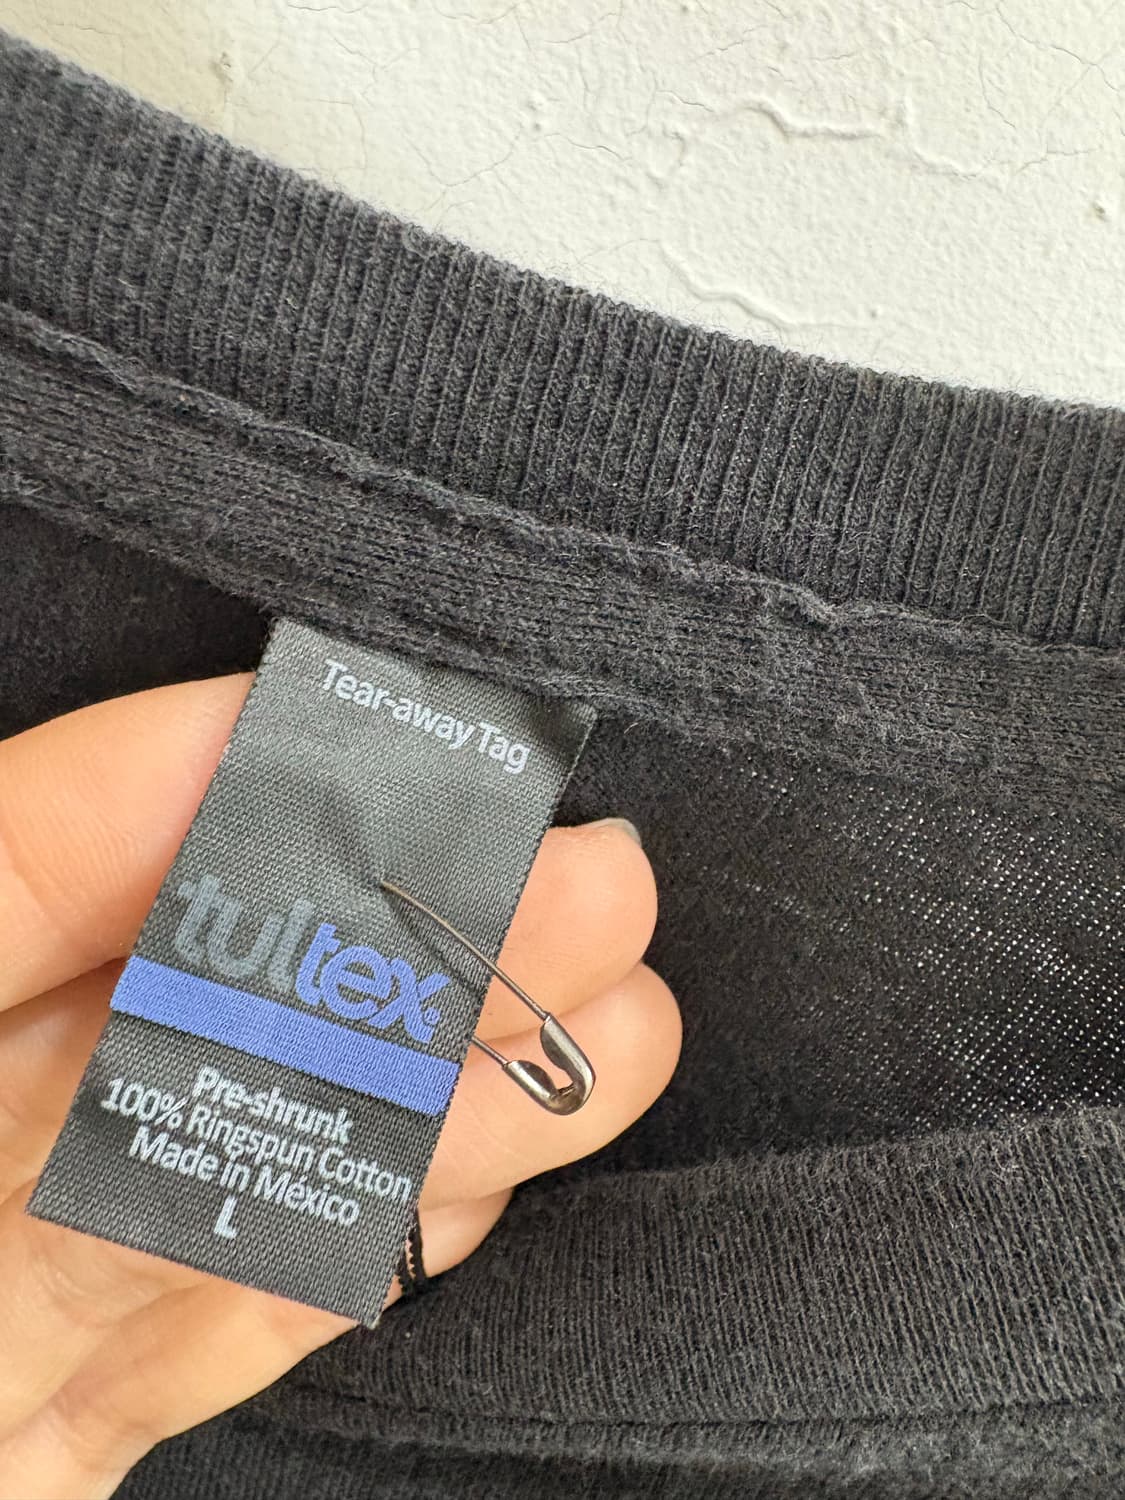 Tear-away Tag
tultex®
Pre-shrunk
100% Ringspun Cotton
Made in México
L